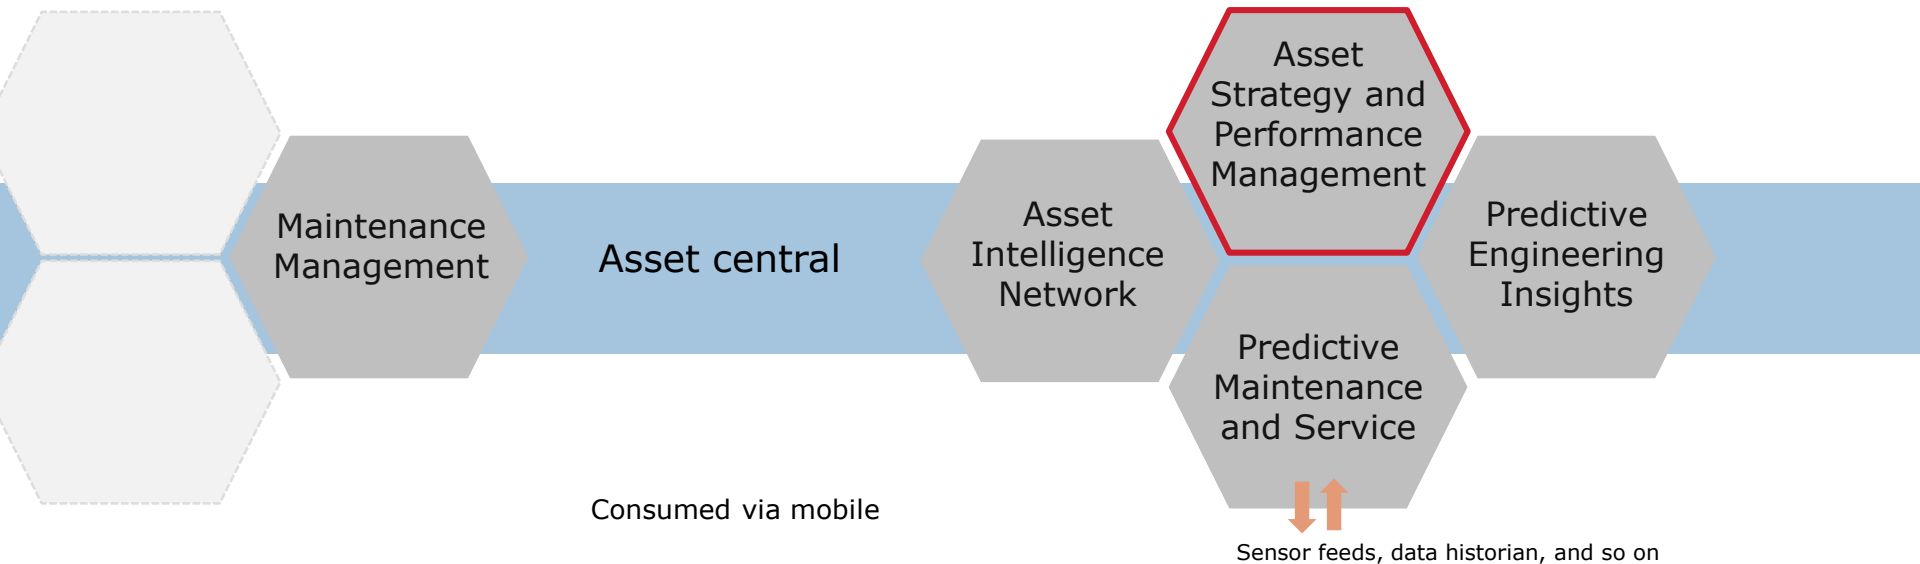 Maintenance
Management
Asset central
Asset
Intelligence
Network
Asset
Strategy and
Performance
Management
Predictive
Maintenance
and Service
Predictive
Engineering
Insights
Consumed via mobile
Sensor feeds, data historian, and so on